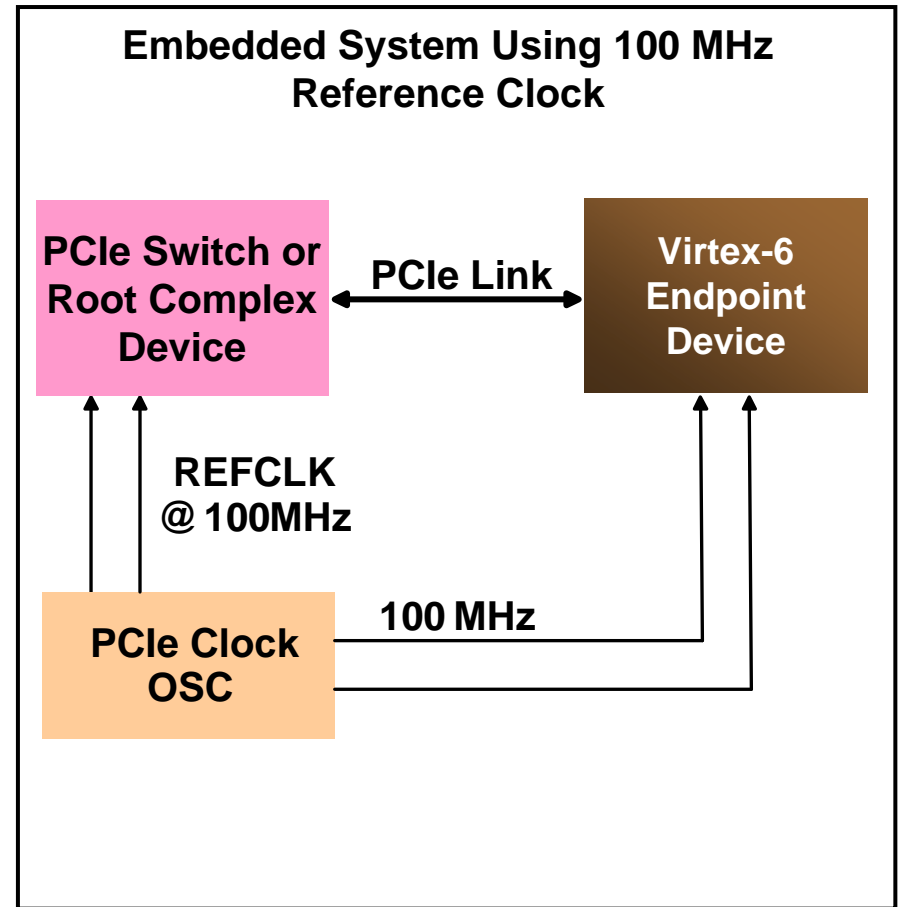 Embedded System Using 100 MHz
Reference Clock
PCIe Switch or
Root Complex
Device
PCIe Link
Virtex-6
Endpoint
Device
REFCLK
@ 100MHz
PCIe Clock
OSC
100 MHz